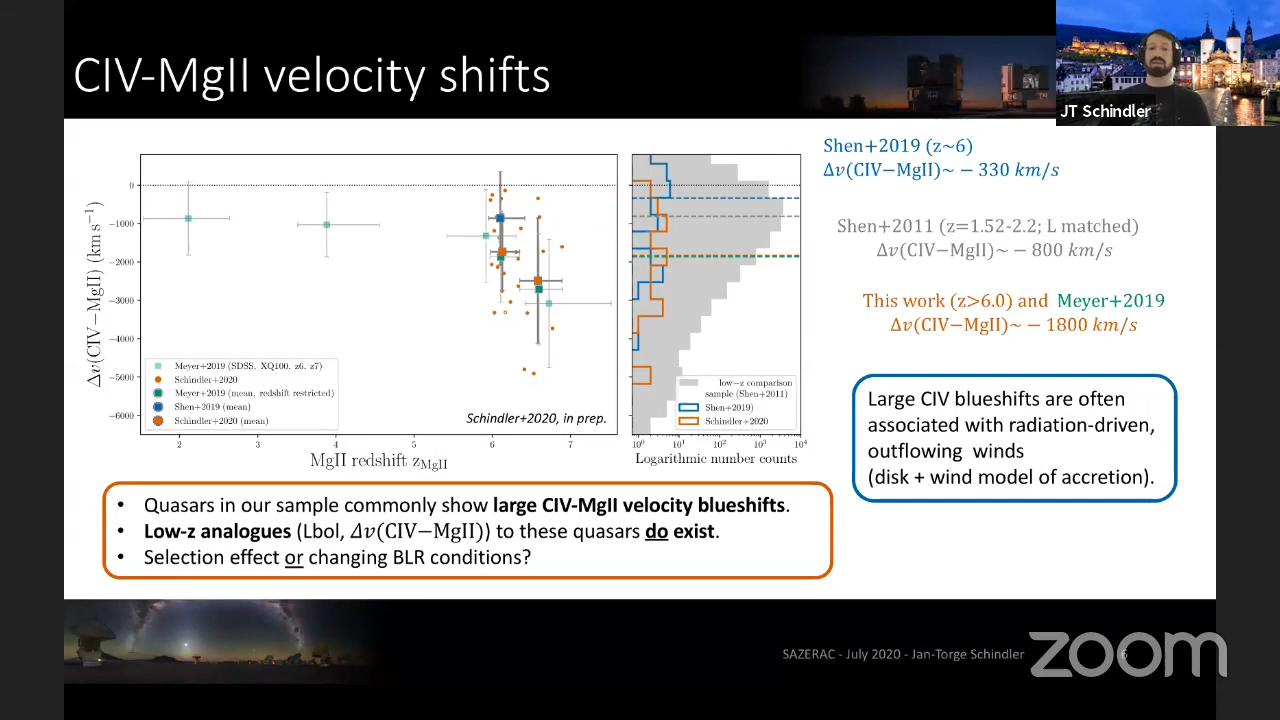 CIV-MgII velocity shifts
JT Schindler
Δv(CIV−MgII) (km s⁻¹)
0
−1000
−2000
−3000
−4000
−5000
−6000
Meyer+2019 (SDSS, XQ100, z6, z7)
Schindler+2020
Meyer+2019 (mean, redshift restricted)
Shen+2019 (mean)
Schindler+2020 (mean)
Schindler+2020, in prep.
2 3 4 5 6 7
MgII redshift z_MgII
low−z comparison
sample (Shen+2011)
Shen+2019)
Schindler+2020
10⁰ 10¹ 10² 10³ 10⁴
Logarithmic number counts
Shen+2019 (z~6)
Δv(CIV−MgII)~ − 330 km/s
Shen+2011 (z=1.52-2.2; L matched)
Δv(CIV−MgII)~ − 800 km/s
This work (z>6.0) and Meyer+2019
Δv(CIV−MgII)~ − 1800 km/s
Large CIV blueshifts are often
associated with radiation-driven,
outflowing winds
(disk + wind model of accretion).
• Quasars in our sample commonly show large CIV-MgII velocity blueshifts.
• Low-z analogues (Lbol, Δv(CIV−MgII)) to these quasars do exist.
• Selection effect or changing BLR conditions?
SAZERAC - July 2020 - Jan-Torge Schindler
6
zoom